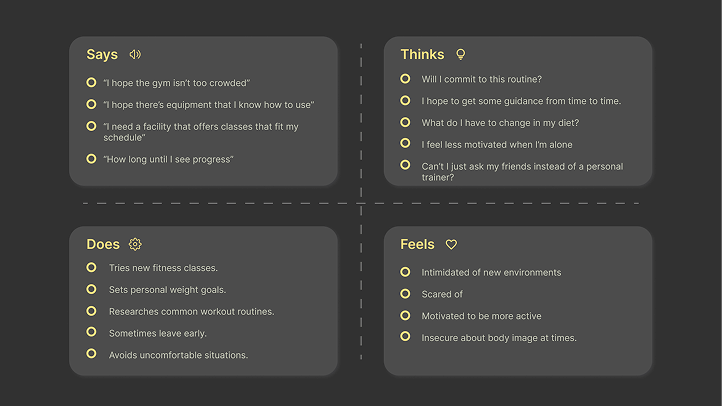 Says
“I hope the gym isn’t too crowded”
“I hope there’s equipment that I know how to use”
“I need a facility that offers classes that fit my
schedule”
“How long until I see progress”
Thinks
Will I commit to this routine?
I hope to get some guidance from time to time.
What do I have to change in my diet?
I feel less motivated when I’m alone
Can’t I just ask my friends instead of a personal
trainer?
Does
Tries new fitness classes.
Sets personal weight goals.
Researches common workout routines.
Sometimes leave early.
Avoids uncomfortable situations.
Feels
Intimidated of new environments
Scared of
Motivated to be more active
Insecure about body image at times.